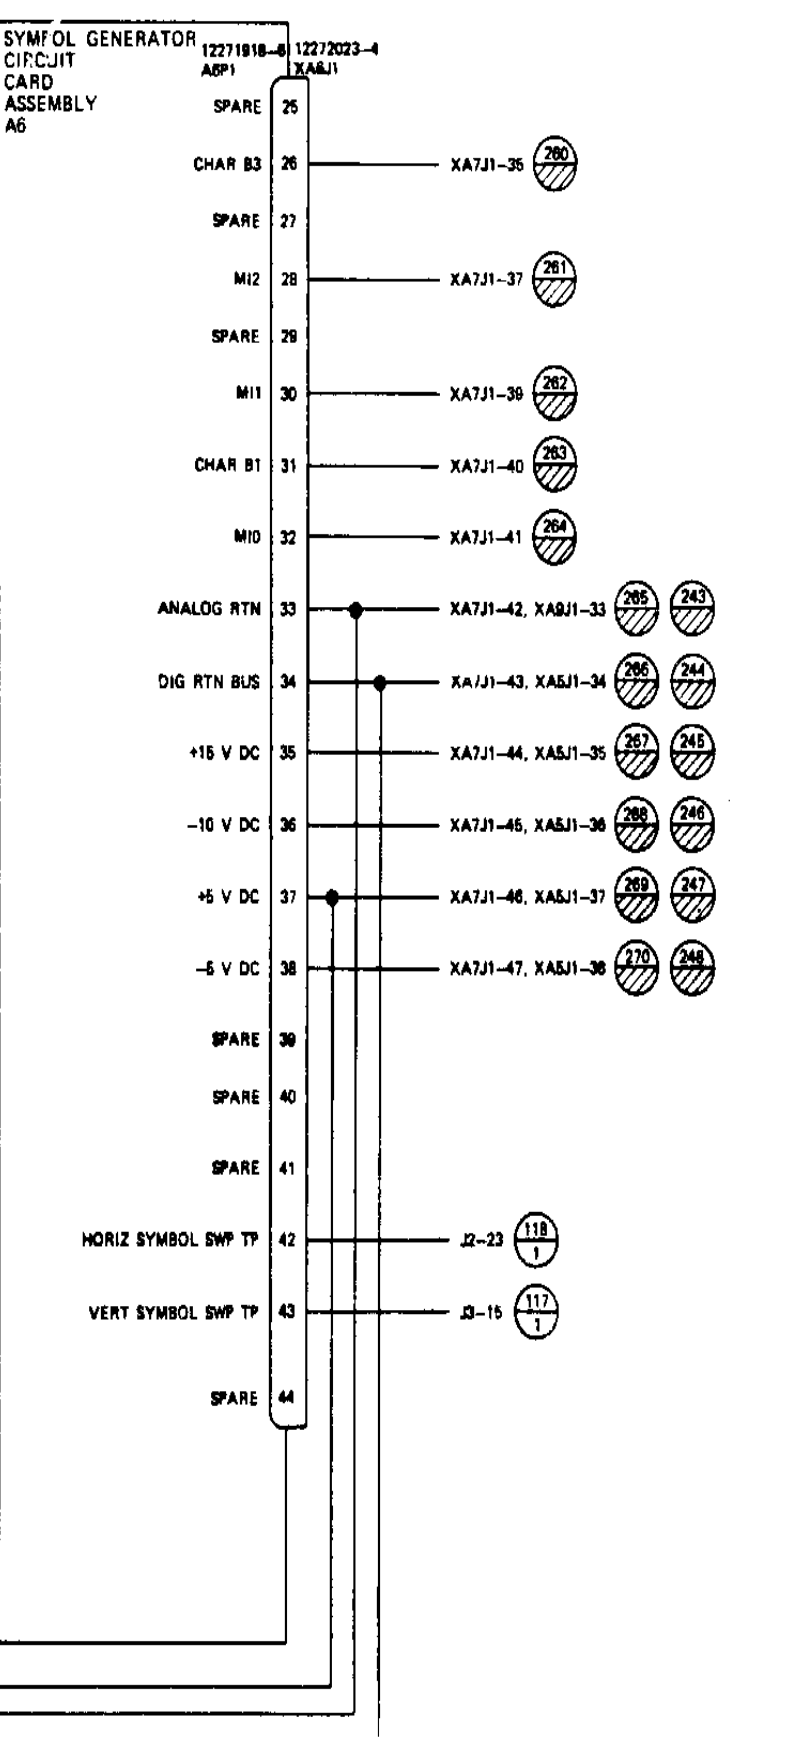 SYMFOL GENERATOR
CIRCUIT
CARD
ASSEMBLY
A6
12271918-6 12272023-4
A6P1 XA6J1
SPARE 25
CHAR B3 26 XA7J1-35 260
SPARE 27
MI2 28 XA7J1-37 261
SPARE 29
MI1 30 XA7J1-39 262
CHAR B1 31 XA7J1-40 263
MI0 32 XA7J1-41 264
ANALOG RTN 33 XA7J1-42, XA9J1-33 265 243
DIG RTN BUS 34 XA7J1-43, XA5J1-34 266 244
+15 V DC 35 XA7J1-44, XA5J1-35 267 245
-10 V DC 36 XA7J1-45, XA5J1-36 268 246
+5 V DC 37 XA7J1-46, XA5J1-37 269 247
-5 V DC 38 XA7J1-47, XA5J1-38 270 248
SPARE 39
SPARE 40
SPARE 41
HORIZ SYMBOL SWP TP 42 J2-23 118 1
VERT SYMBOL SWP TP 43 J3-15 117 1
SPARE 44